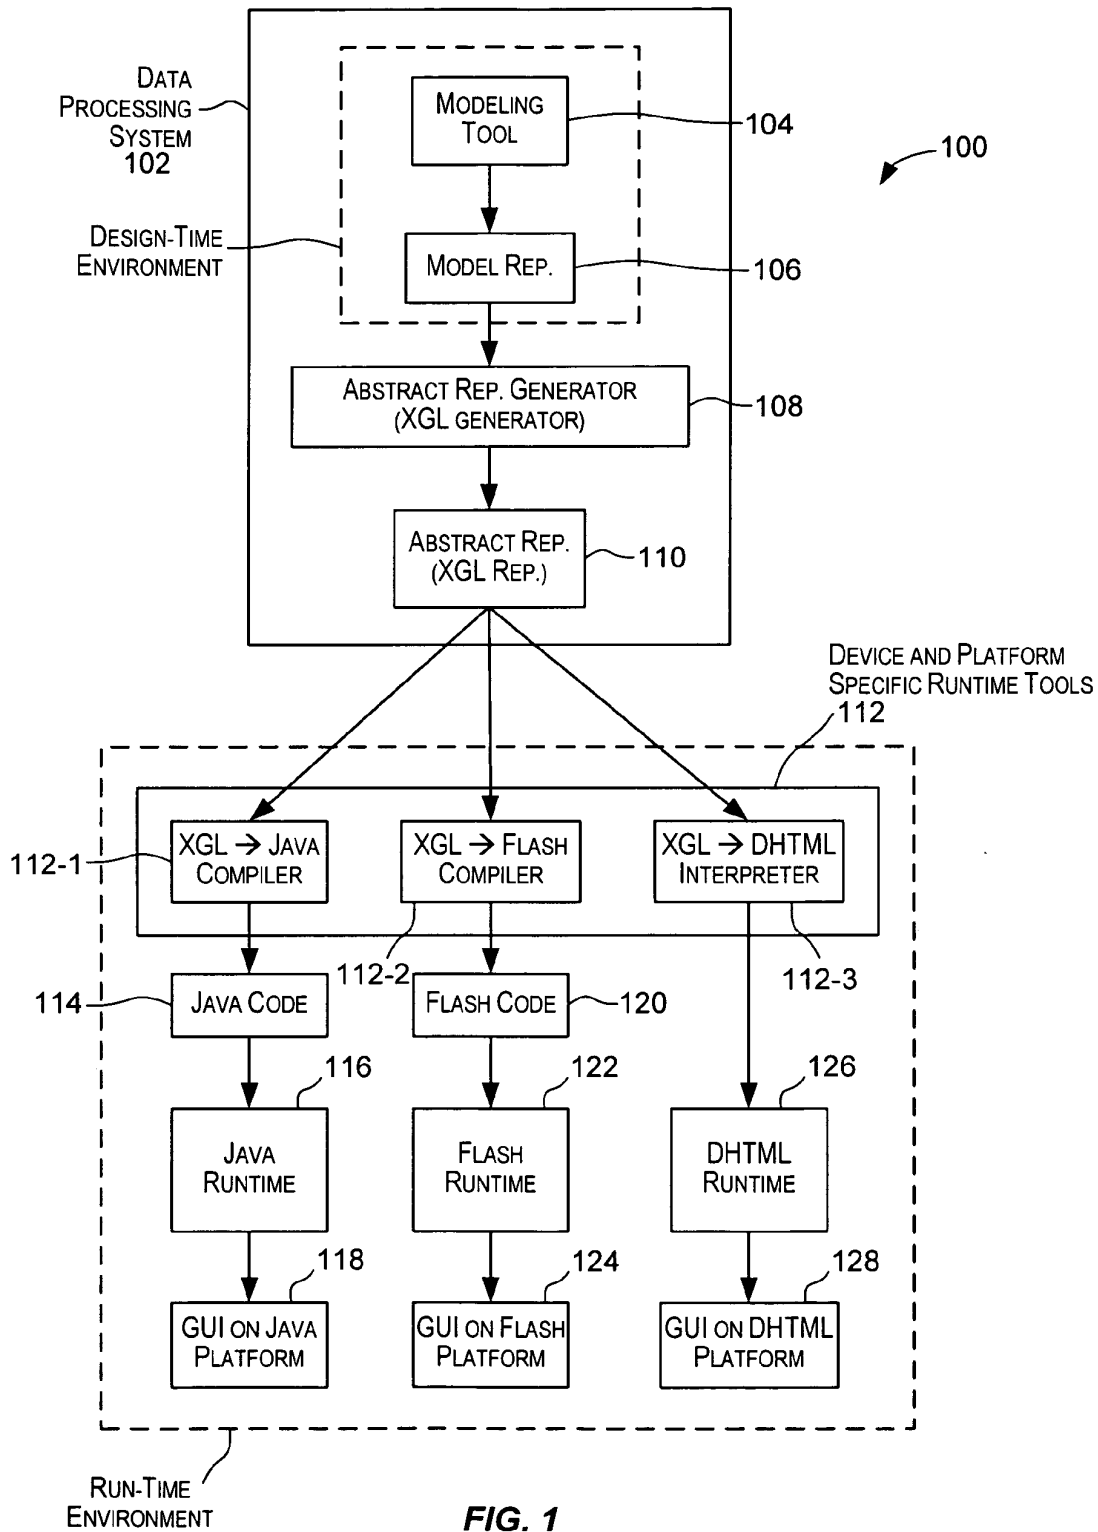 DATA
PROCESSING
SYSTEM
102
MODELING
TOOL
104
100
DESIGN-TIME
ENVIRONMENT
MODEL REP.
106
ABSTRACT REP. GENERATOR
(XGL GENERATOR)
108
ABSTRACT REP.
(XGL REP.)
110
DEVICE AND PLATFORM
SPECIFIC RUNTIME TOOLS
112
XGL → JAVA
COMPILER
112-1
XGL → FLASH
COMPILER
112-2
XGL → DHTML
INTERPRETER
112-3
114
JAVA CODE
FLASH CODE
120
116
122
126
JAVA
RUNTIME
FLASH
RUNTIME
DHTML
RUNTIME
118
124
128
GUI ON JAVA
PLATFORM
GUI ON FLASH
PLATFORM
GUI ON DHTML
PLATFORM
RUN-TIME
ENVIRONMENT
FIG. 1